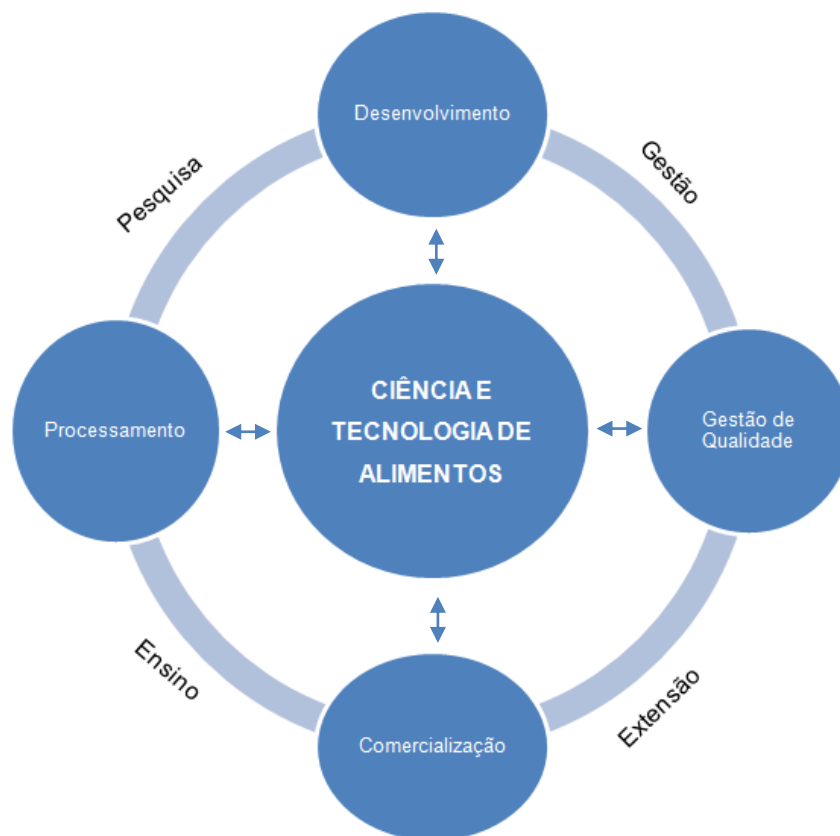 Desenvolvimento
Pesquisa
Gestão
CIÊNCIA E
TECNOLOGIA DE
ALIMENTOS
Processamento
Gestão de
Qualidade
Ensino
Extensão
Comercialização